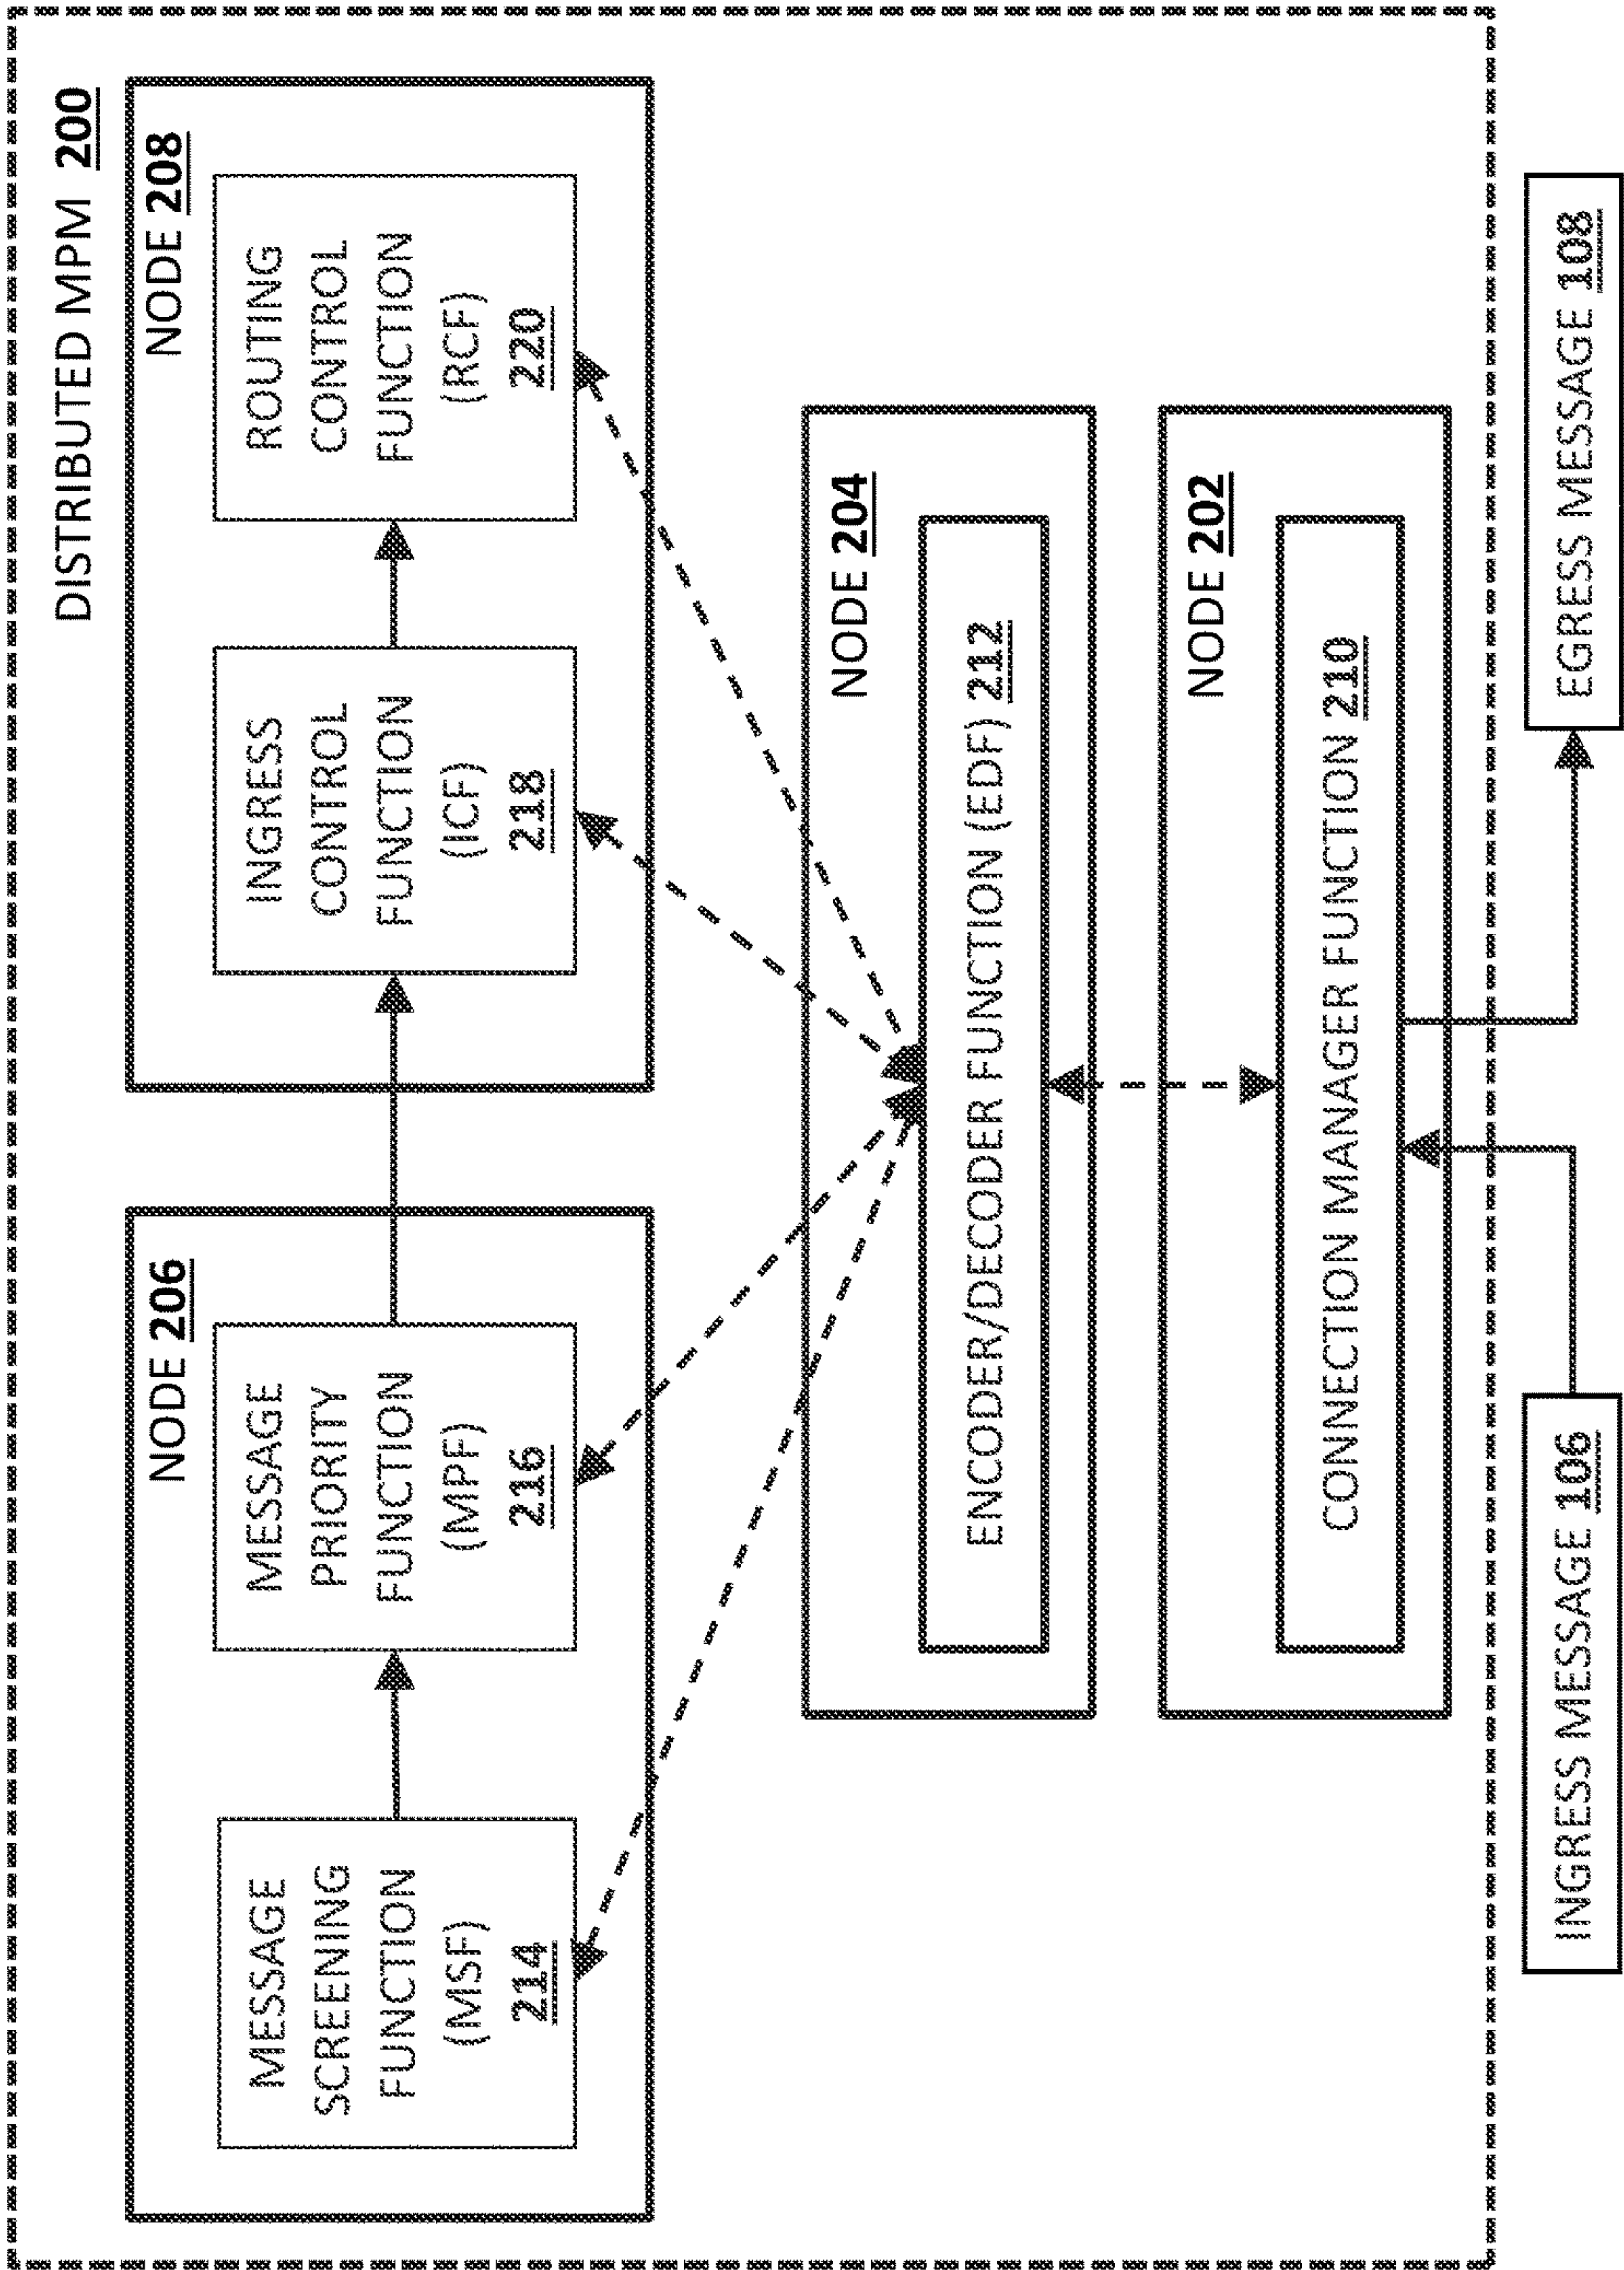 DISTRIBUTED MPM 200
NODE 206
MESSAGE
SCREENING
FUNCTION
(MSF)
214
MESSAGE
PRIORITY
FUNCTION
(MPF)
216
NODE 208
INGRESS
CONTROL
FUNCTION
(ICF)
218
ROUTING
CONTROL
FUNCTION
(RCF)
220
NODE 204
ENCODER/DECODER FUNCTION (EDF) 212
NODE 202
CONNECTION MANAGER FUNCTION 210
INGRESS MESSAGE 106
EGRESS MESSAGE 108